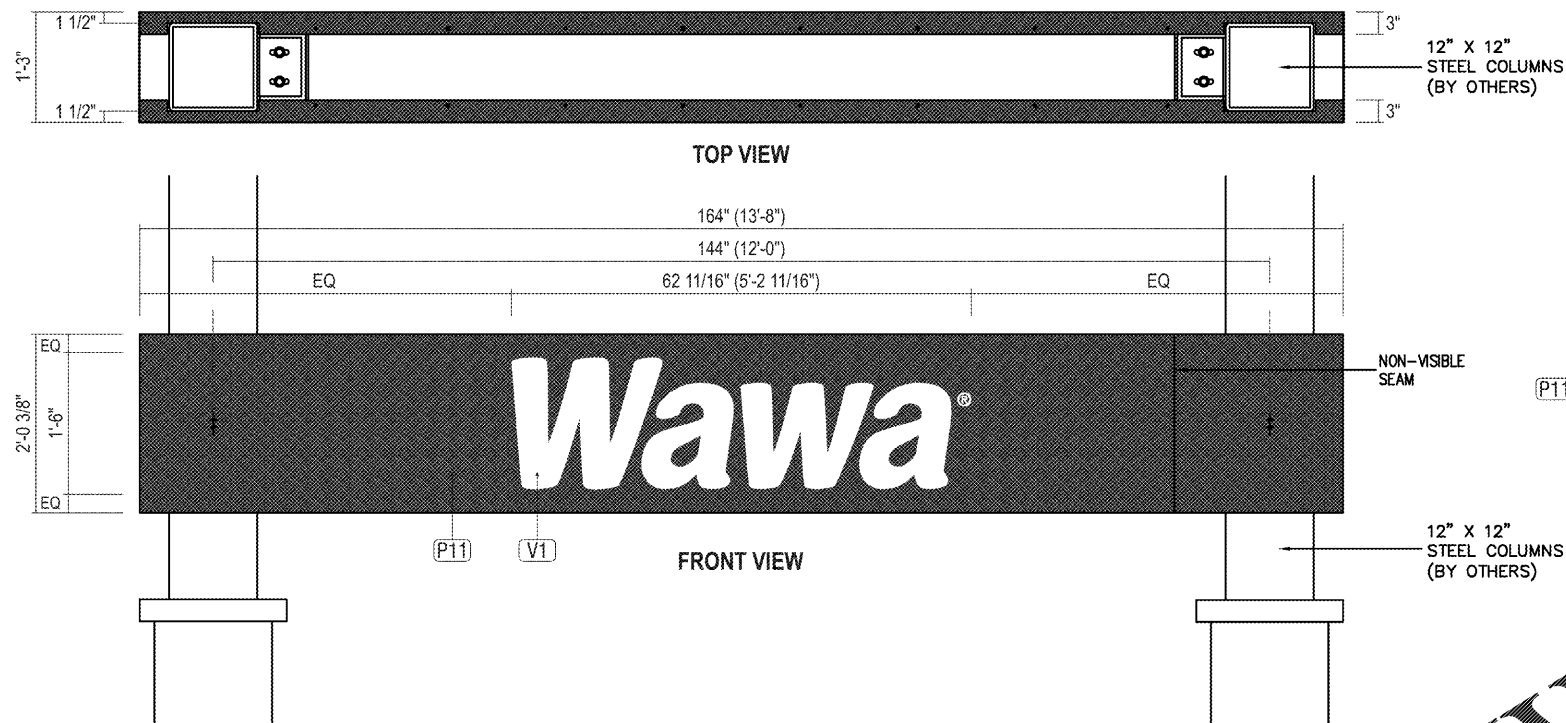 1 1/2"
1'-3"
1 1/2"
3"
3"
12" X 12"
STEEL COLUMNS
(BY OTHERS)
TOP VIEW
164" (13'-8")
144" (12'-0")
EQ
62 11/16" (5'-2 11/16")
EQ
EQ
2'-0 3/8"
1'-6"
EQ
Wawa®
NON-VISIBLE
SEAM
P11
P11
V1
FRONT VIEW
12" X 12"
STEEL COLUMNS
(BY OTHERS)